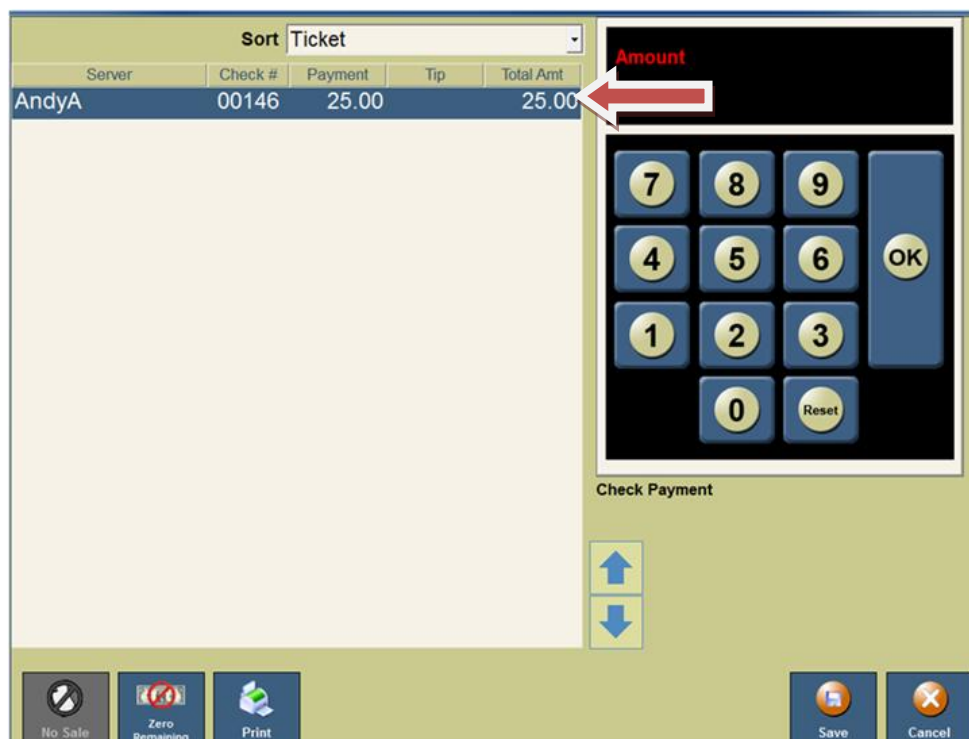 Sort Ticket
Server Check # Payment Tip Total Amt
AndyA 00146 25.00 25.00
Amount
7 8 9
4 5 6 OK
1 2 3
0 Reset
Check Payment
No Sale
Zero
Remaining
Print
Save
Cancel